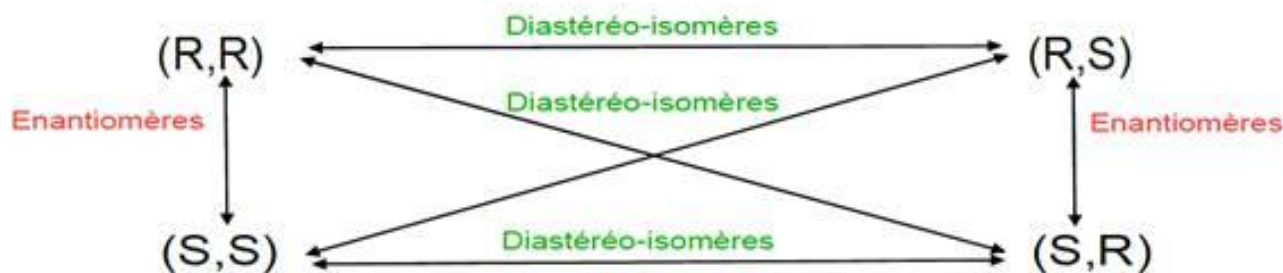 Diastéréo-isomères
(R,R)
(R,S)
Diastéréo-isomères
Enantiomères
Enantiomères
(S,S)
Diastéréo-isomères
(S,R)